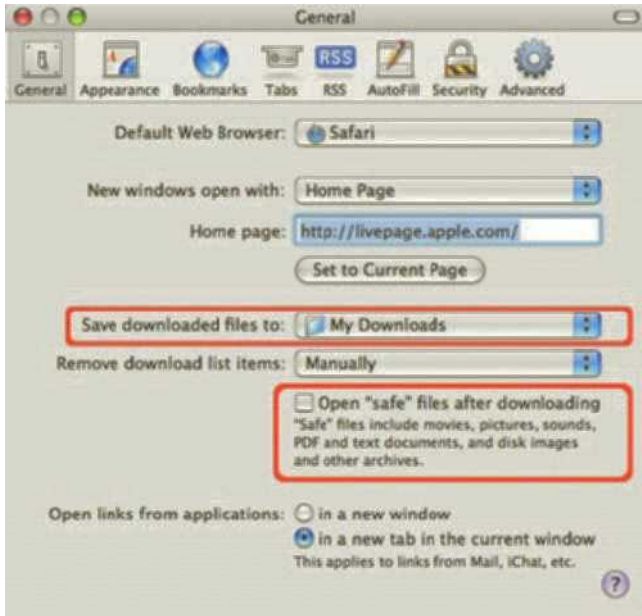 General
General Appearance Bookmarks Tabs RSS AutoFill Security Advanced
Default Web Browser: Safari
New windows open with: Home Page
Home page: http://livepage.apple.com/
Set to Current Page
Save downloaded files to: My Downloads
Remove download list items: Manually
Open "safe" files after downloading
"Safe" files include movies, pictures, sounds,
PDF and text documents, and disk images
and other archives.
Open links from applications: in a new window
in a new tab in the current window
This applies to links from Mail, iChat, etc.
?